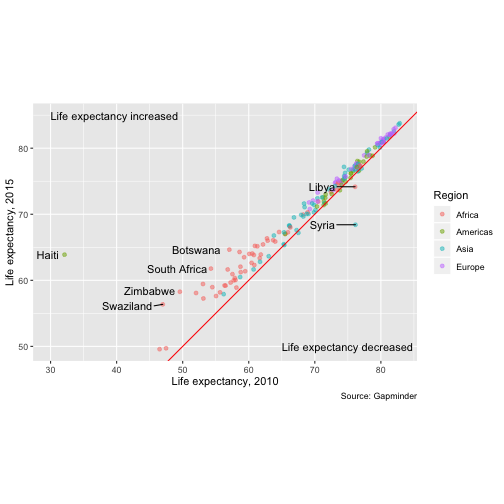 Life expectancy increased
80
70
60
50
Life expectancy, 2015
Libya
Syria
Botswana
Haiti
South Africa
Zimbabwe
Swaziland
Life expectancy decreased
30
40
50
60
70
80
Life expectancy, 2010
Source: Gapminder
Region
Africa
Americas
Asia
Europe